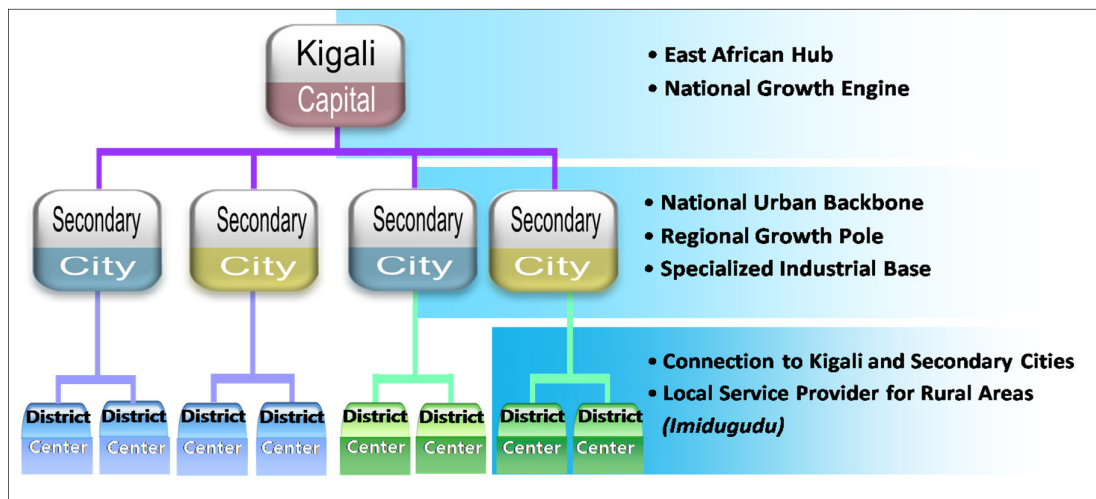 Kigali
Capital
• East African Hub
• National Growth Engine
Secondary
City
Secondary
City
Secondary
City
Secondary
City
• National Urban Backbone
• Regional Growth Pole
• Specialized Industrial Base
District
Center
District
Center
District
Center
District
Center
District
Center
District
Center
District
Center
District
Center
• Connection to Kigali and Secondary Cities
• Local Service Provider for Rural Areas
(Imidugudu)